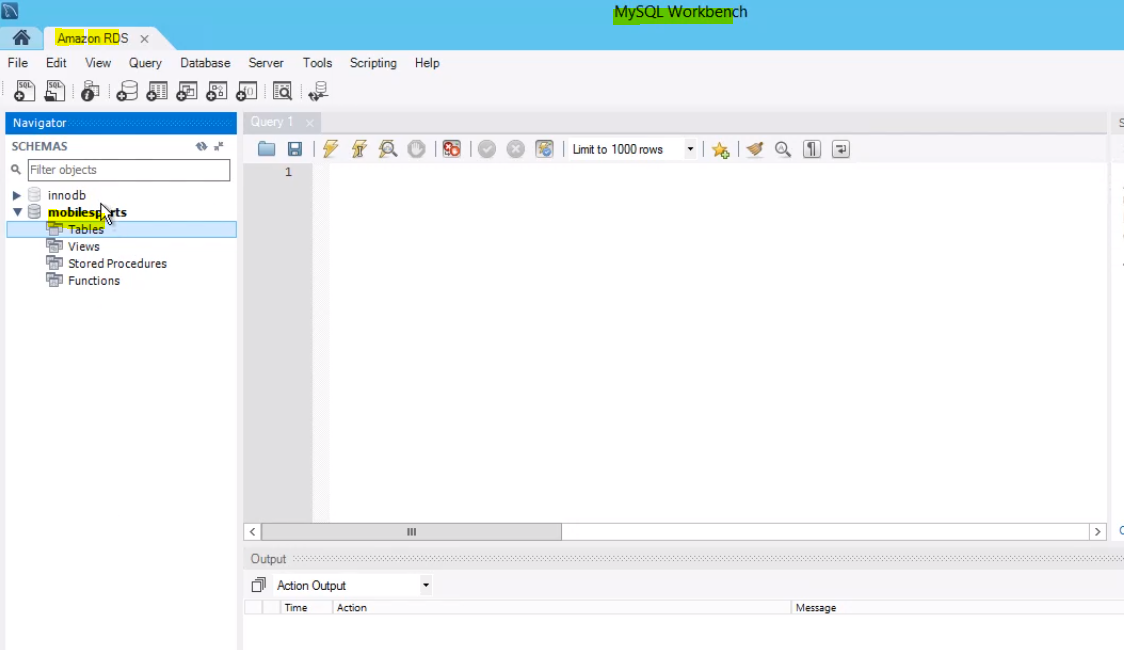 MySQL Workbench
Amazon RDS
File Edit View Query Database Server Tools Scripting Help
Navigator
SCHEMAS
Filter objects
innodb
mobilesports
Tables
Views
Stored Procedures
Functions
Query 1
Limit to 1000 rows
1
Output
Action Output
Time Action Message